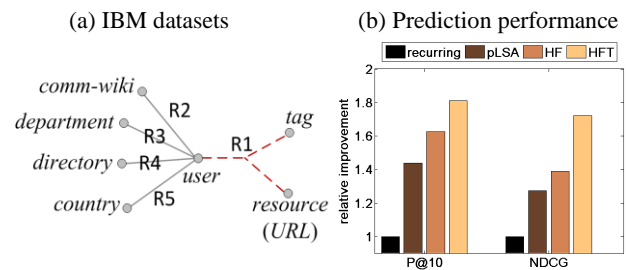 (a) IBM datasets
comm-wiki
department
directory
country
R2
R3
R4
R5
user
R1
tag
resource
(URL)
(b) Prediction performance
recurring pLSA HF HFT
relative improvement
2
1.8
1.6
1.4
1.2
1
P@10 NDCG